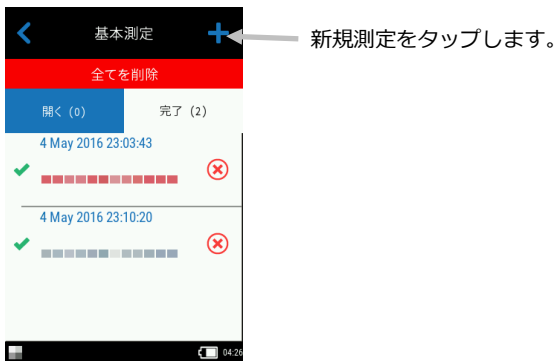 基本測定
新規測定をタップします。
全てを削除
開く (0)
完了 (2)
4 May 2016 23:03:43
4 May 2016 23:10:20
04:26